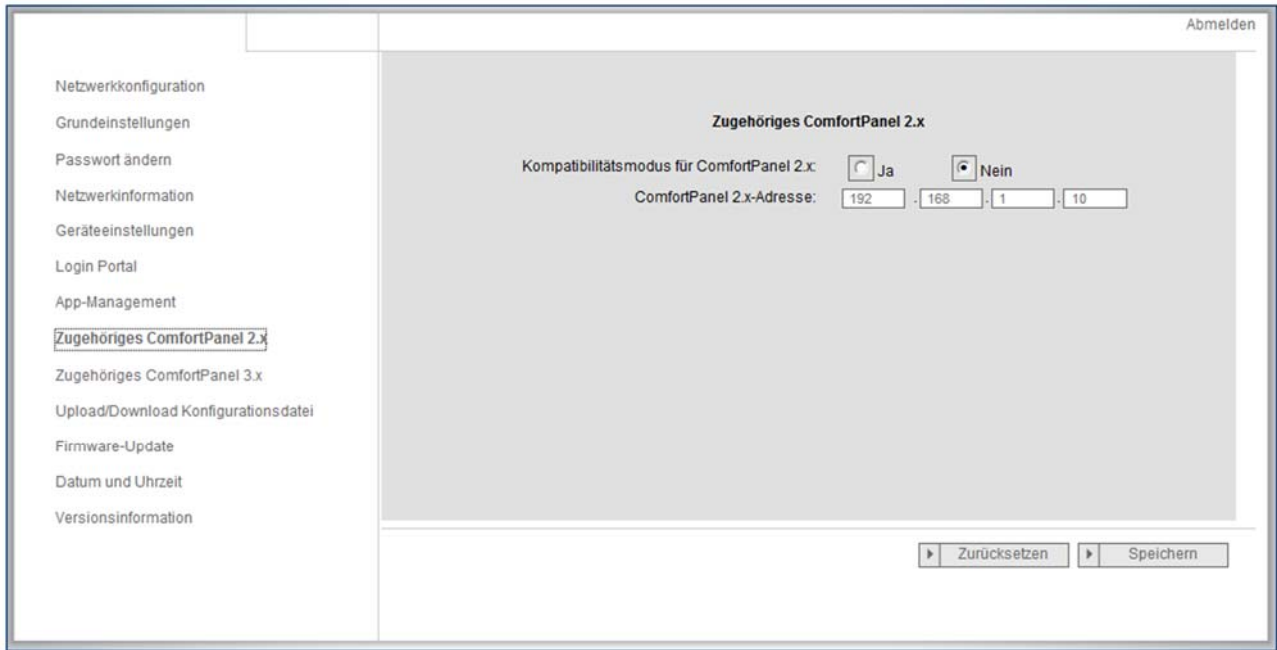 Abmelden
Netzwerkkonfiguration
Grundeinstellungen
Passwort ändern
Netzwerkinformation
Geräteeinstellungen
Login Portal
App-Management
Zugehöriges ComfortPanel 2.x
Zugehöriges ComfortPanel 3.x
Upload/Download Konfigurationsdatei
Firmware-Update
Datum und Uhrzeit
Versionsinformation
Zugehöriges ComfortPanel 2.x
Kompatibilitätsmodus für ComfortPanel 2.x: Ja Nein
ComfortPanel 2.x-Adresse: 192 . 168 . 1 . 10
Zurücksetzen Speichern